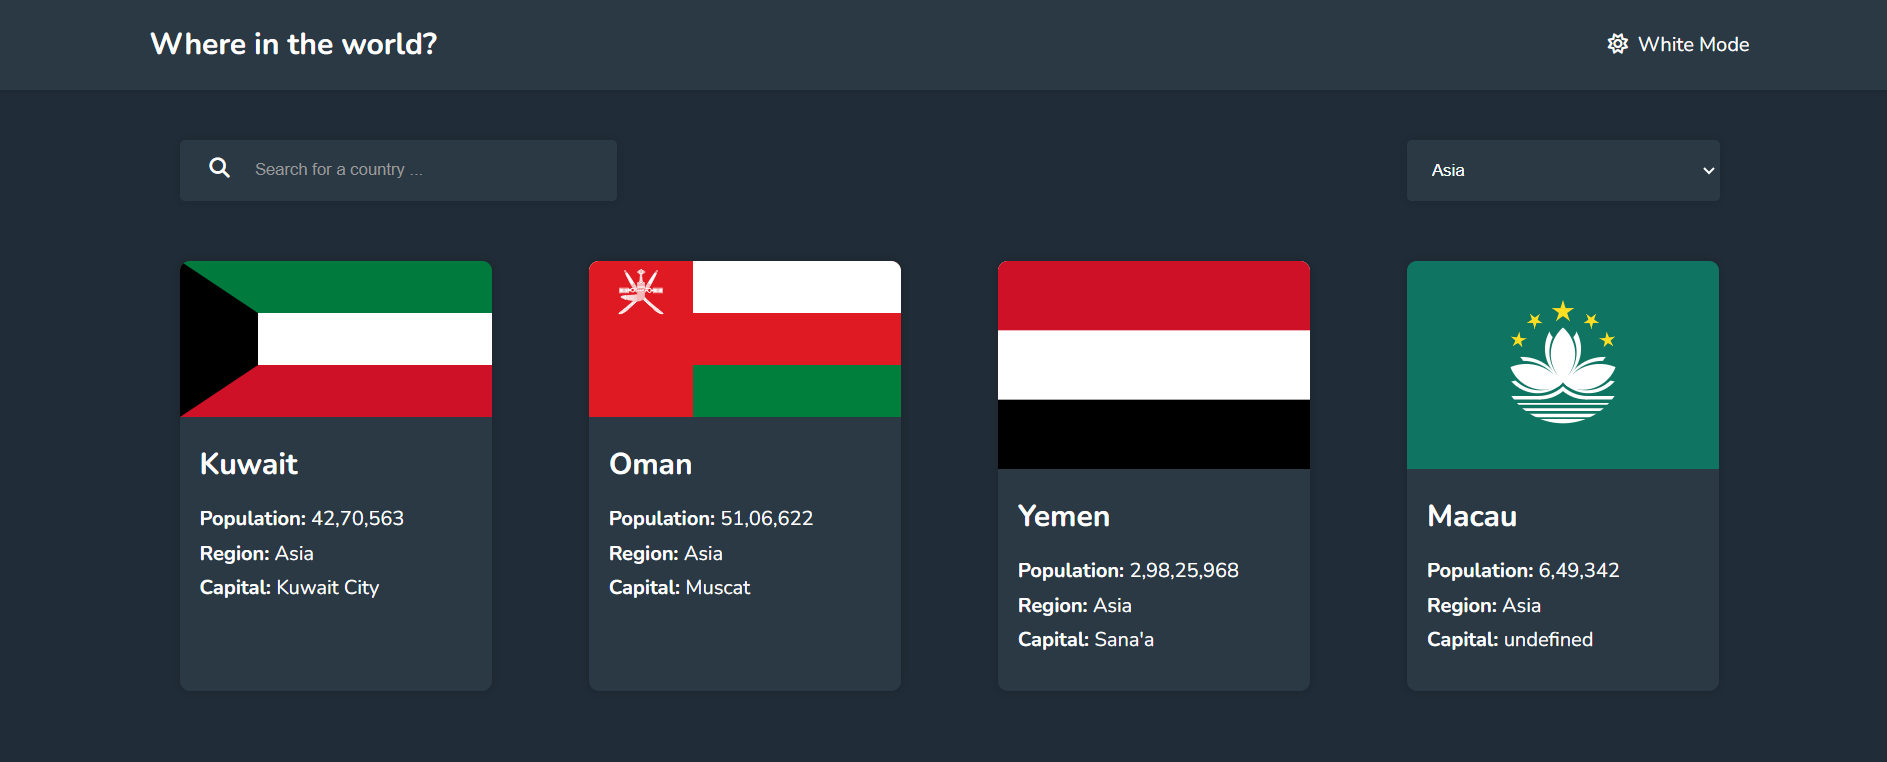 Where in the world?
White Mode
Search for a country ...
Asia
Kuwait
Population: 42,70,563
Region: Asia
Capital: Kuwait City
Oman
Population: 51,06,622
Region: Asia
Capital: Muscat
Yemen
Population: 2,98,25,968
Region: Asia
Capital: Sana'a
Macau
Population: 6,49,342
Region: Asia
Capital: undefined